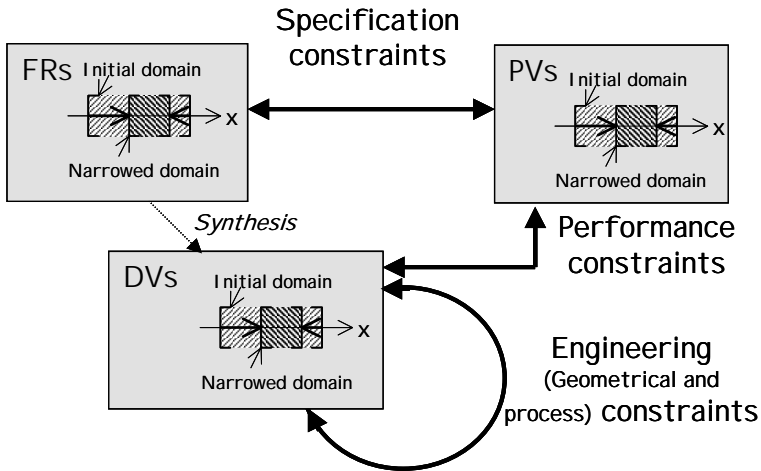 Specification
constraints
FRs
Initial domain
x
Narrowed domain
PVs
Initial domain
x
Narrowed domain
Synthesis
DVs
Initial domain
x
Narrowed domain
Performance
constraints
Engineering
(Geometrical and
process) constraints